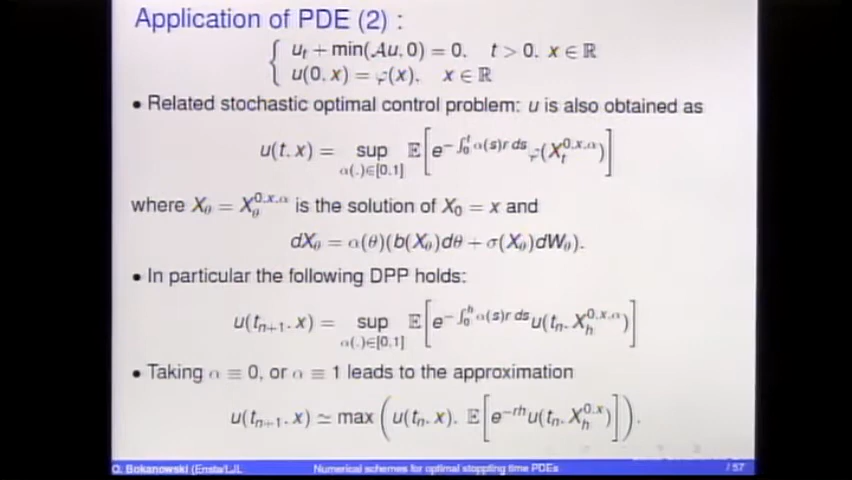 Application of PDE (2) :
{ u_t + min(𝒜u, 0) = 0, t > 0, x ∈ ℝ
u(0, x) = φ(x), x ∈ ℝ
• Related stochastic optimal control problem: u is also obtained as
u(t, x) = sup_{α(.)∈[0,1]} 𝔼[e^{−∫_0^t α(s)r ds} φ(X_t^{0,x,α})]
where X_θ = X_θ^{0,x,α} is the solution of X_0 = x and
dX_θ = α(θ)(b(X_θ)dθ + σ(X_θ)dW_θ).
• In particular the following DPP holds:
u(t_{n+1}, x) = sup_{α(.)∈[0,1]} 𝔼[e^{−∫_0^h α(s)r ds} u(t_n, X_h^{0,x,α})]
• Taking α ≡ 0, or α ≡ 1 leads to the approximation
u(t_{n+1}, x) ≃ max(u(t_n, x), 𝔼[e^{−rh} u(t_n, X_h^{0,x})]).
O. Bokanowski (Ensta/LJL Numerical schemes for optimal stopping time PDEs / 57